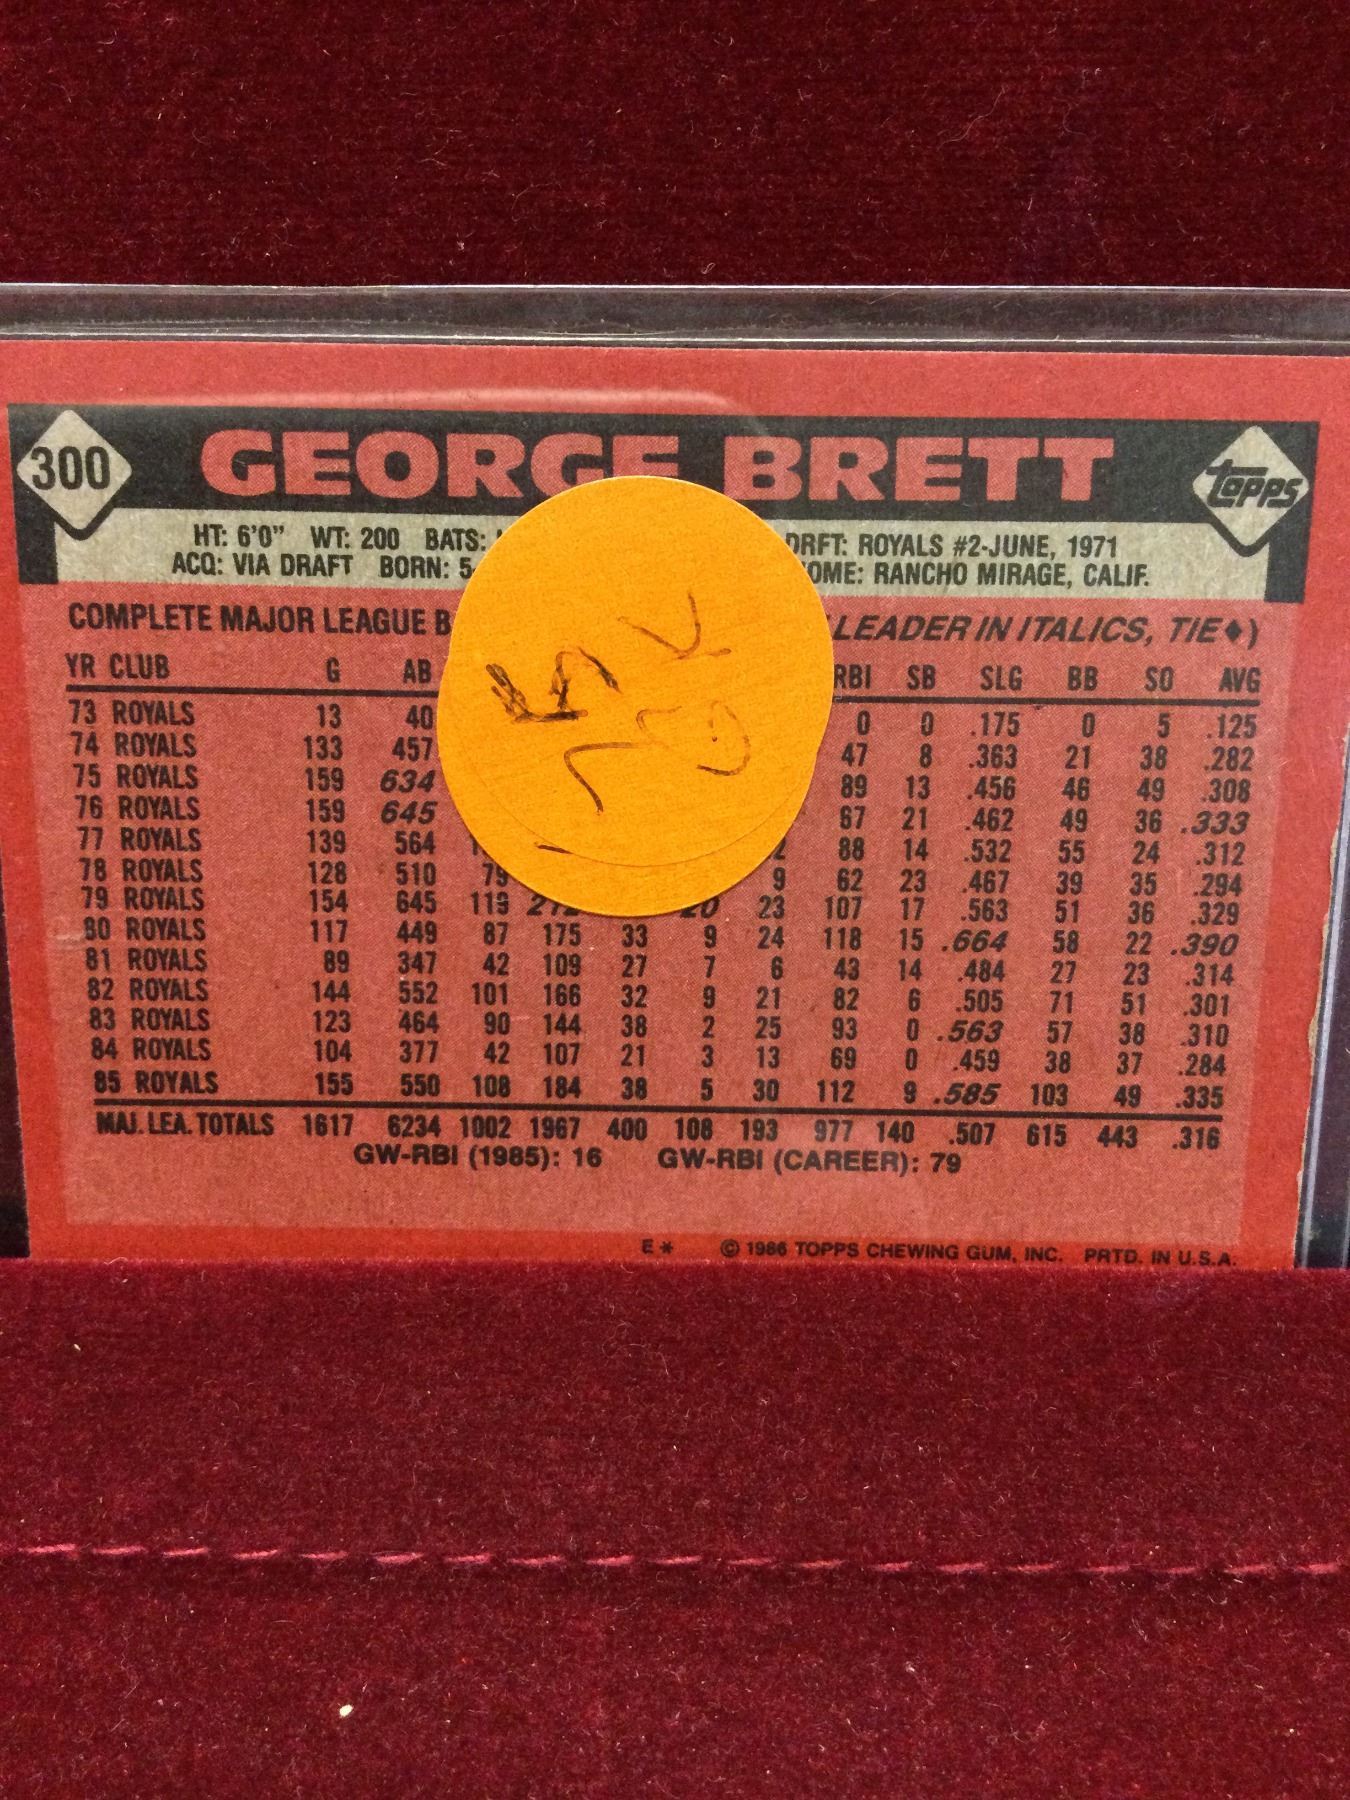 300 GEORGE BRETT Topps
HT: 6'0" WT: 200 BATS: DRFT: ROYALS #2-JUNE, 1971
ACQ: VIA DRAFT BORN: 5- RANCHO MIRAGE, CALIF.
COMPLETE MAJOR LEAGUE B LEADER IN ITALICS, TIE♦)
YR CLUB G AB RBI SB SLG BB SO AVG
73 ROYALS 13 40 0 0 .175 0 5 .125
74 ROYALS 133 457 47 8 .363 21 38 .282
75 ROYALS 159 634 89 13 .456 46 49 .308
76 ROYALS 159 645 67 21 .462 49 36 .333
77 ROYALS 139 564 88 14 .532 55 24 .312
78 ROYALS 128 510 79 9 62 23 .467 39 35 .294
79 ROYALS 154 645 119 212 20 23 107 17 .563 51 36 .329
80 ROYALS 117 449 87 175 33 9 24 118 15 .664 58 22 .390
81 ROYALS 89 347 42 109 27 7 6 43 14 .484 27 23 .314
82 ROYALS 144 552 101 166 32 9 21 82 6 .505 71 51 .301
83 ROYALS 123 464 90 144 38 2 25 93 0 .563 57 38 .310
84 ROYALS 104 377 42 107 21 3 13 69 0 .459 38 37 .284
85 ROYALS 155 550 108 184 38 5 30 112 9 .585 103 49 .335
MAJ. LEA. TOTALS 1617 6234 1002 1967 400 108 193 977 140 .507 615 443 .316
GW-RBI (1985): 16 GW-RBI (CAREER): 79
E* © 1986 TOPPS CHEWING GUM, INC. PRTD. IN U.S.A.